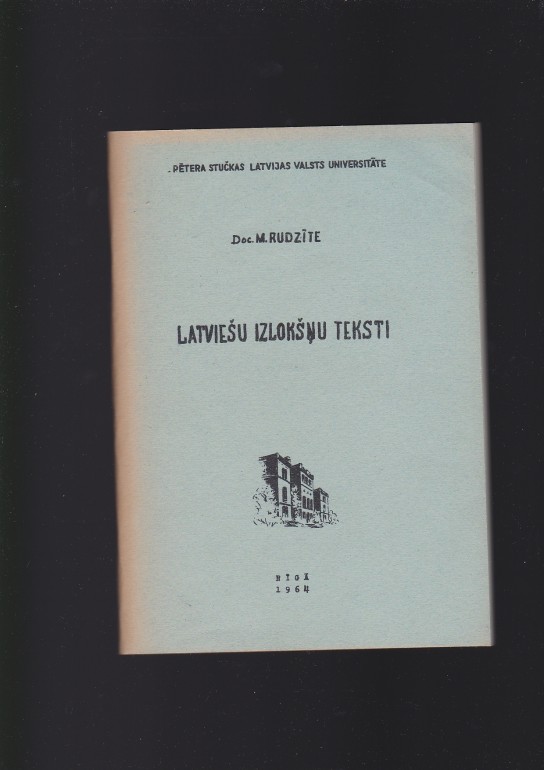 PĒTERA STUČKAS LATVIJAS VALSTS UNIVERSITĀTE
Doc. M. RUDZĪTE
LATVIEŠU IZLOKŠŅU TEKSTI
RĪGĀ
1964